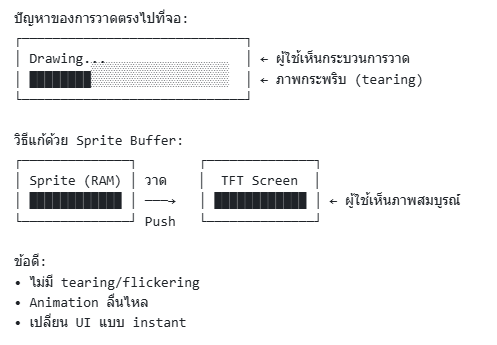 ปัญหาของการวาดตรงไปที่จอ:
Drawing... ← ผู้ใช้เห็นกระบวนการวาด
← ภาพกระพริบ (tearing)
วิธีแก้ด้วย Sprite Buffer:
Sprite (RAM) วาด TFT Screen
→ ← ผู้ใช้เห็นภาพสมบูรณ์
Push
ข้อดี:
• ไม่มี tearing/flickering
• Animation ลื่นไหล
• เปลี่ยน UI แบบ instant